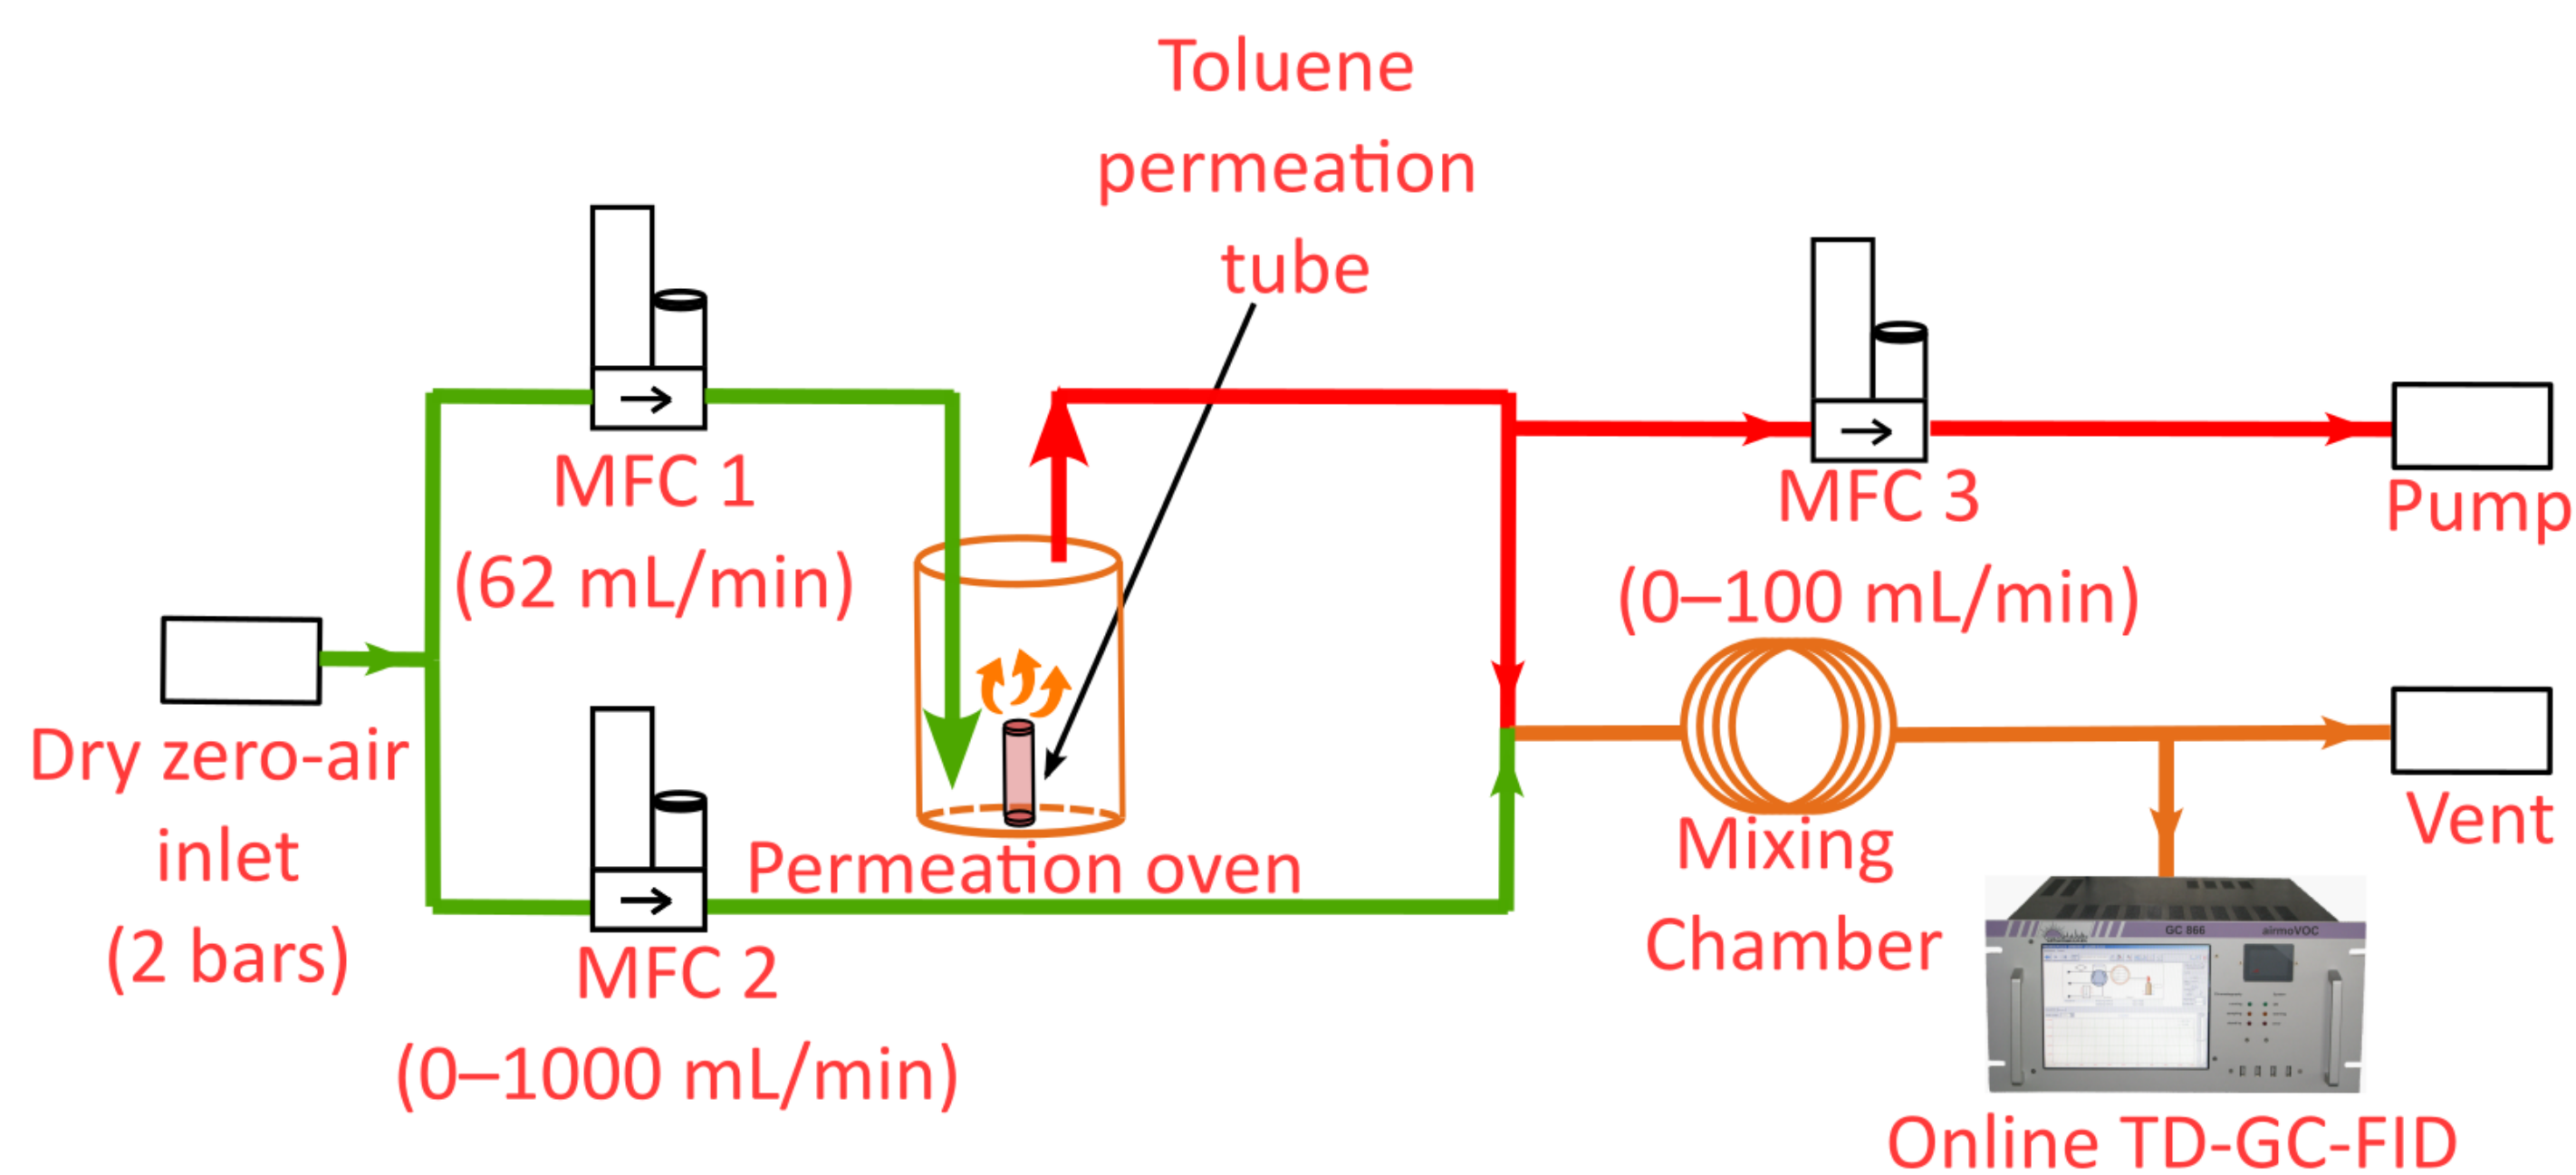 Toluene
permeation
tube
MFC 1
(62 mL/min)
MFC 3
(0–100 mL/min)
Pump
Dry zero-air
inlet
(2 bars)
Permeation oven
MFC 2
(0–1000 mL/min)
Mixing
Chamber
Vent
GC 866
airmoVOC
Online TD-GC-FID